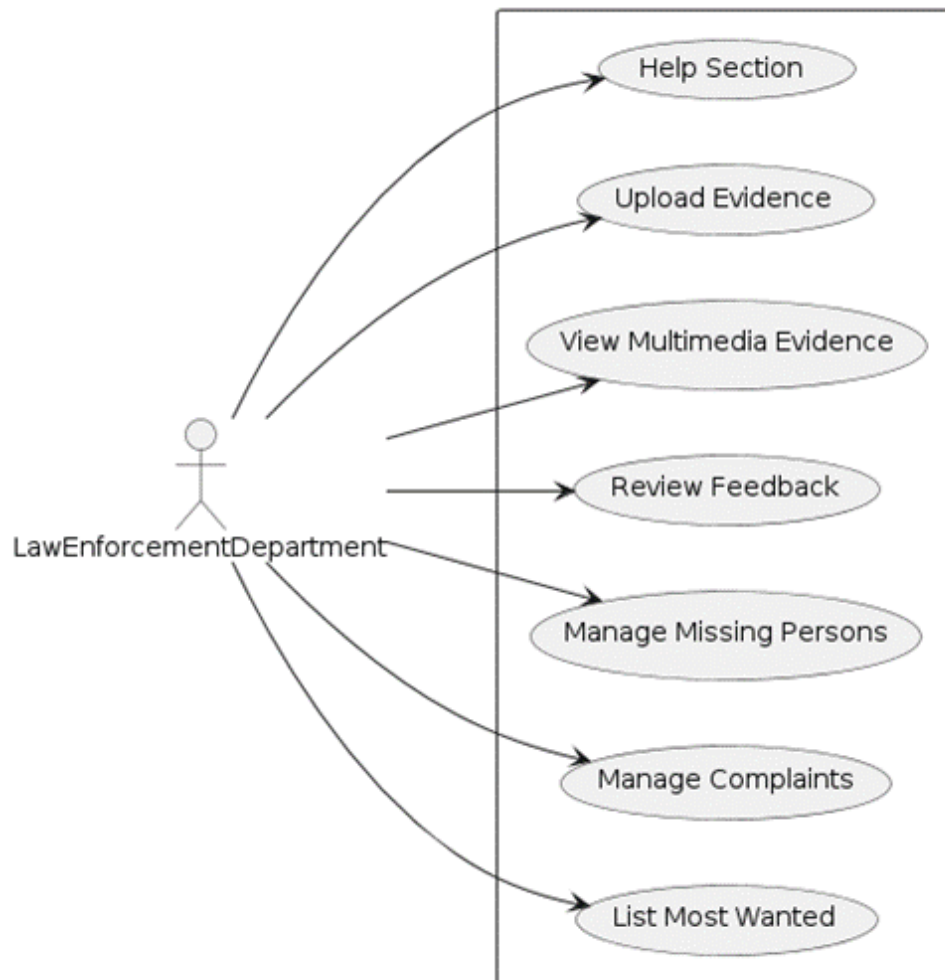 Help Section
Upload Evidence
View Multimedia Evidence
Review Feedback
LawEnforcementDepartment
Manage Missing Persons
Manage Complaints
List Most Wanted